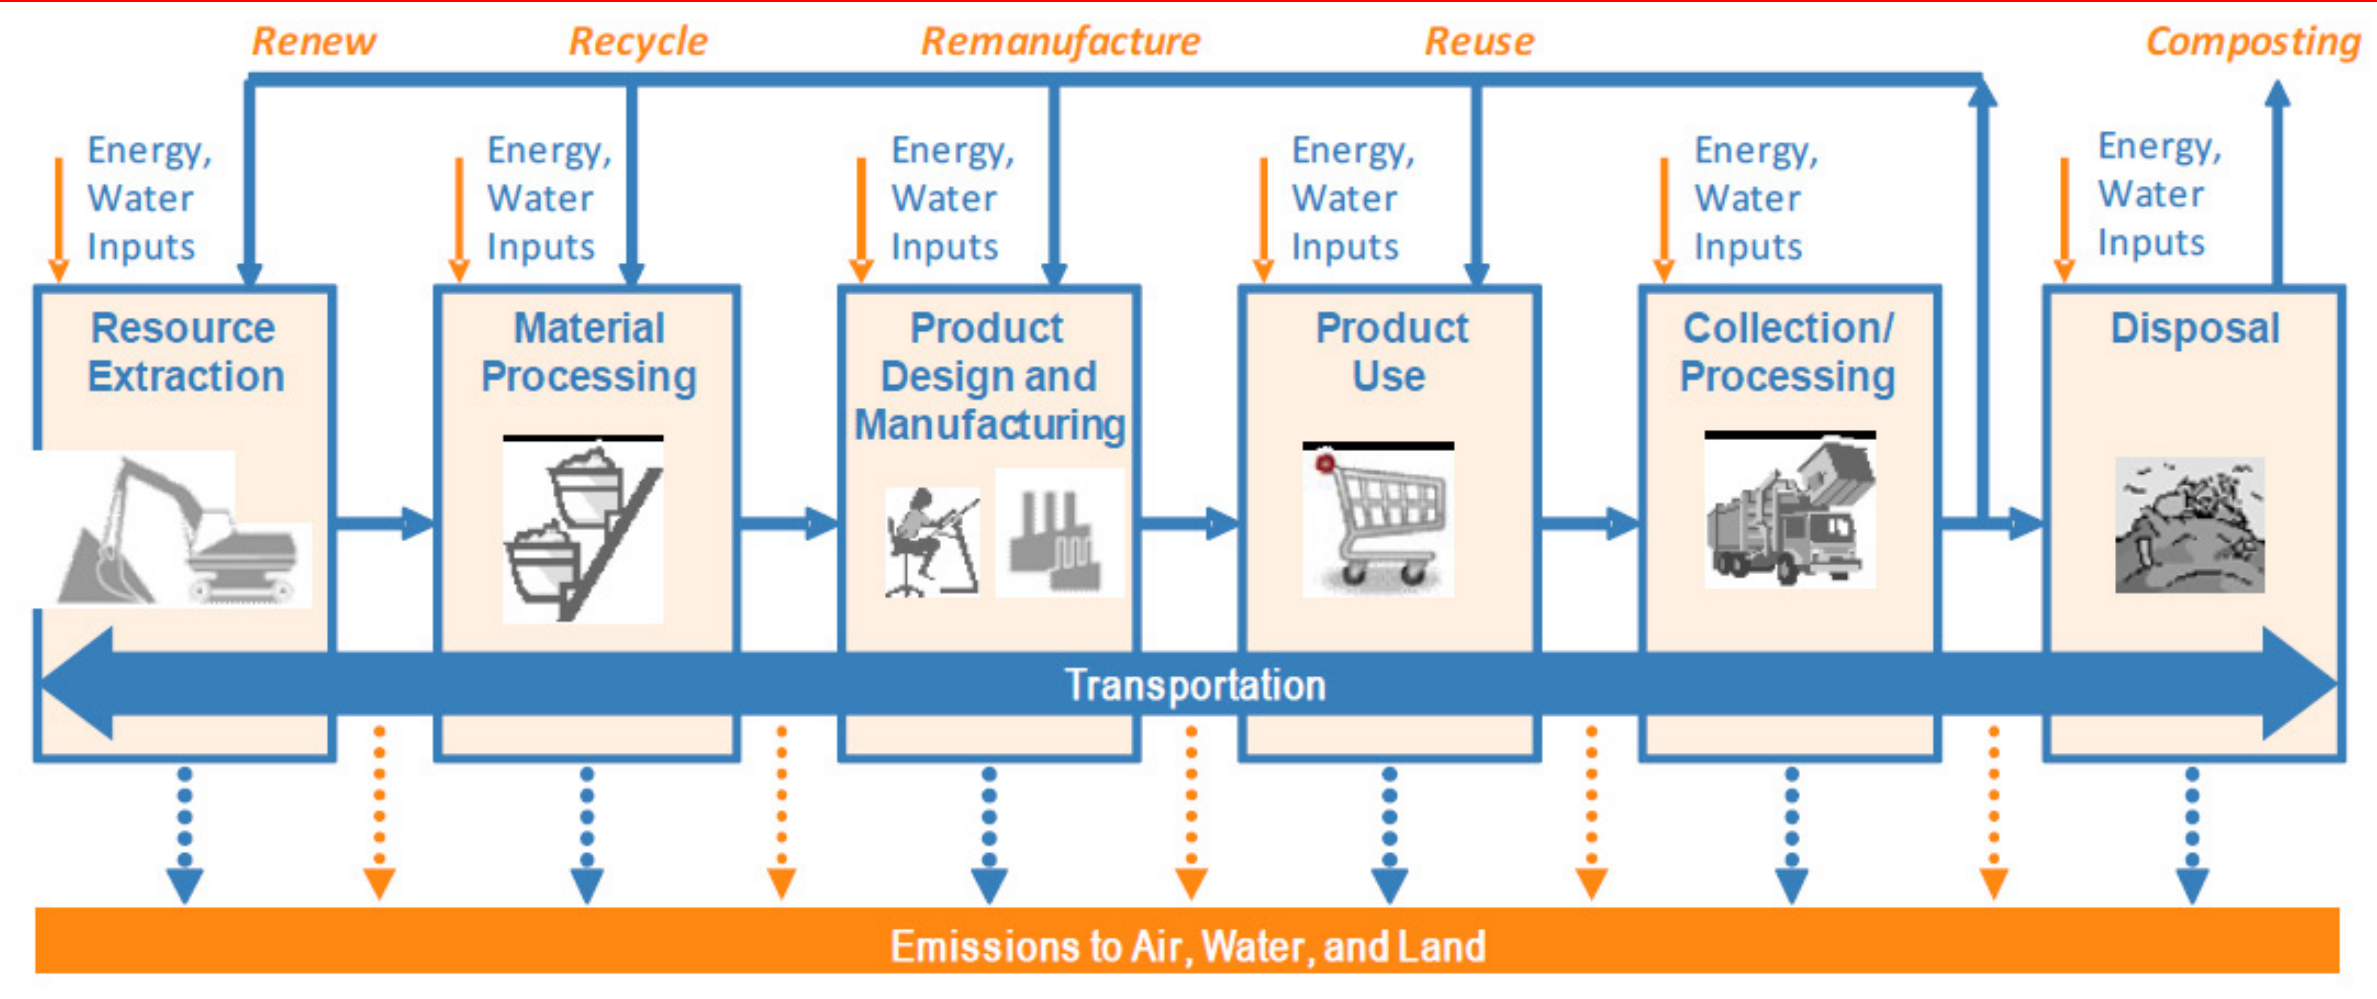 Renew
Recycle
Remanufacture
Reuse
Composting
Energy,
Water
Inputs
Energy,
Water
Inputs
Energy,
Water
Inputs
Energy,
Water
Inputs
Energy,
Water
Inputs
Energy,
Water
Inputs
Resource
Extraction
Material
Processing
Product
Design and
Manufacturing
Product
Use
Collection/
Processing
Disposal
Transportation
Emissions to Air, Water, and Land